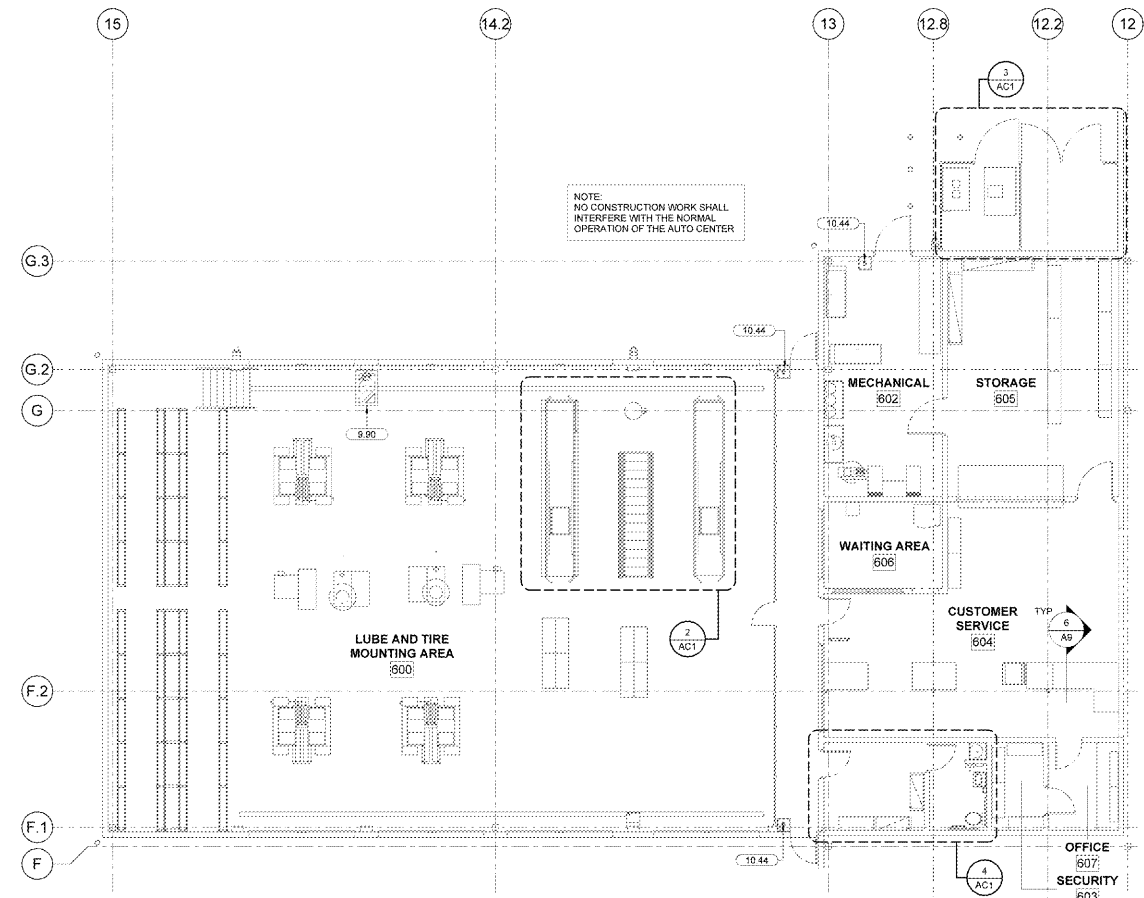 15
14.2
13
12.8
12.2
12
3
AC1
NOTE:
NO CONSTRUCTION WORK SHALL
INTERFERE WITH THE NORMAL
OPERATION OF THE AUTO CENTER
10.44
G.3
10.44
G.2
MECHANICAL
602
STORAGE
605
G
9.90
WAITING AREA
606
CUSTOMER
SERVICE
604
TYP
6
A9
2
AC1
LUBE AND TIRE
MOUNTING AREA
600
F.2
F.1
F
10.44
4
AC1
OFFICE
607
SECURITY
603